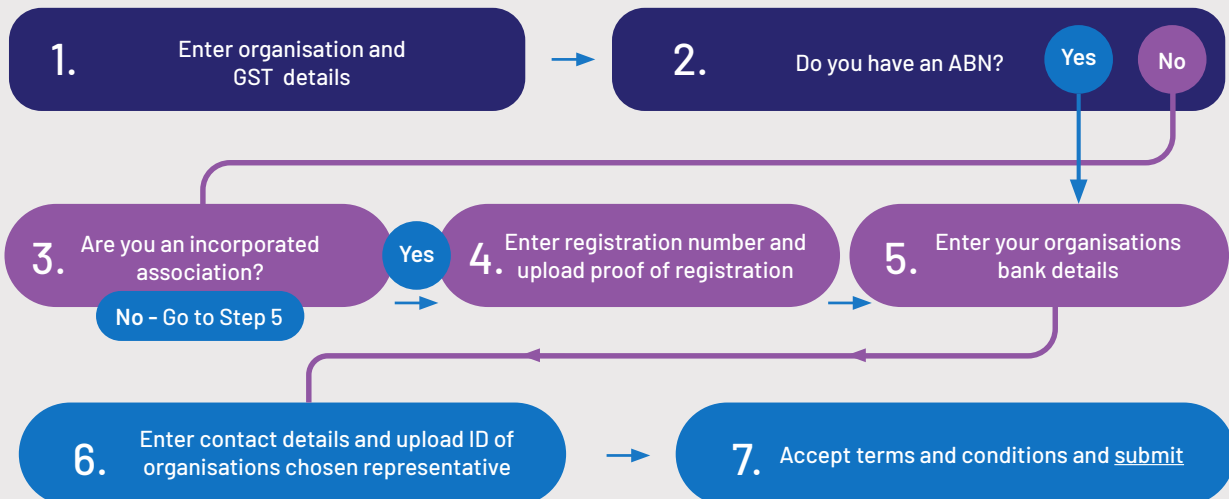 1.
Enter organisation and
GST details
2.
Do you have an ABN?
Yes
No
3.
Are you an incorporated
association?
No - Go to Step 5
Yes
4.
Enter registration number and
upload proof of registration
5.
Enter your organisations
bank details
6.
Enter contact details and upload ID of
organisations chosen representative
7.
Accept terms and conditions and submit